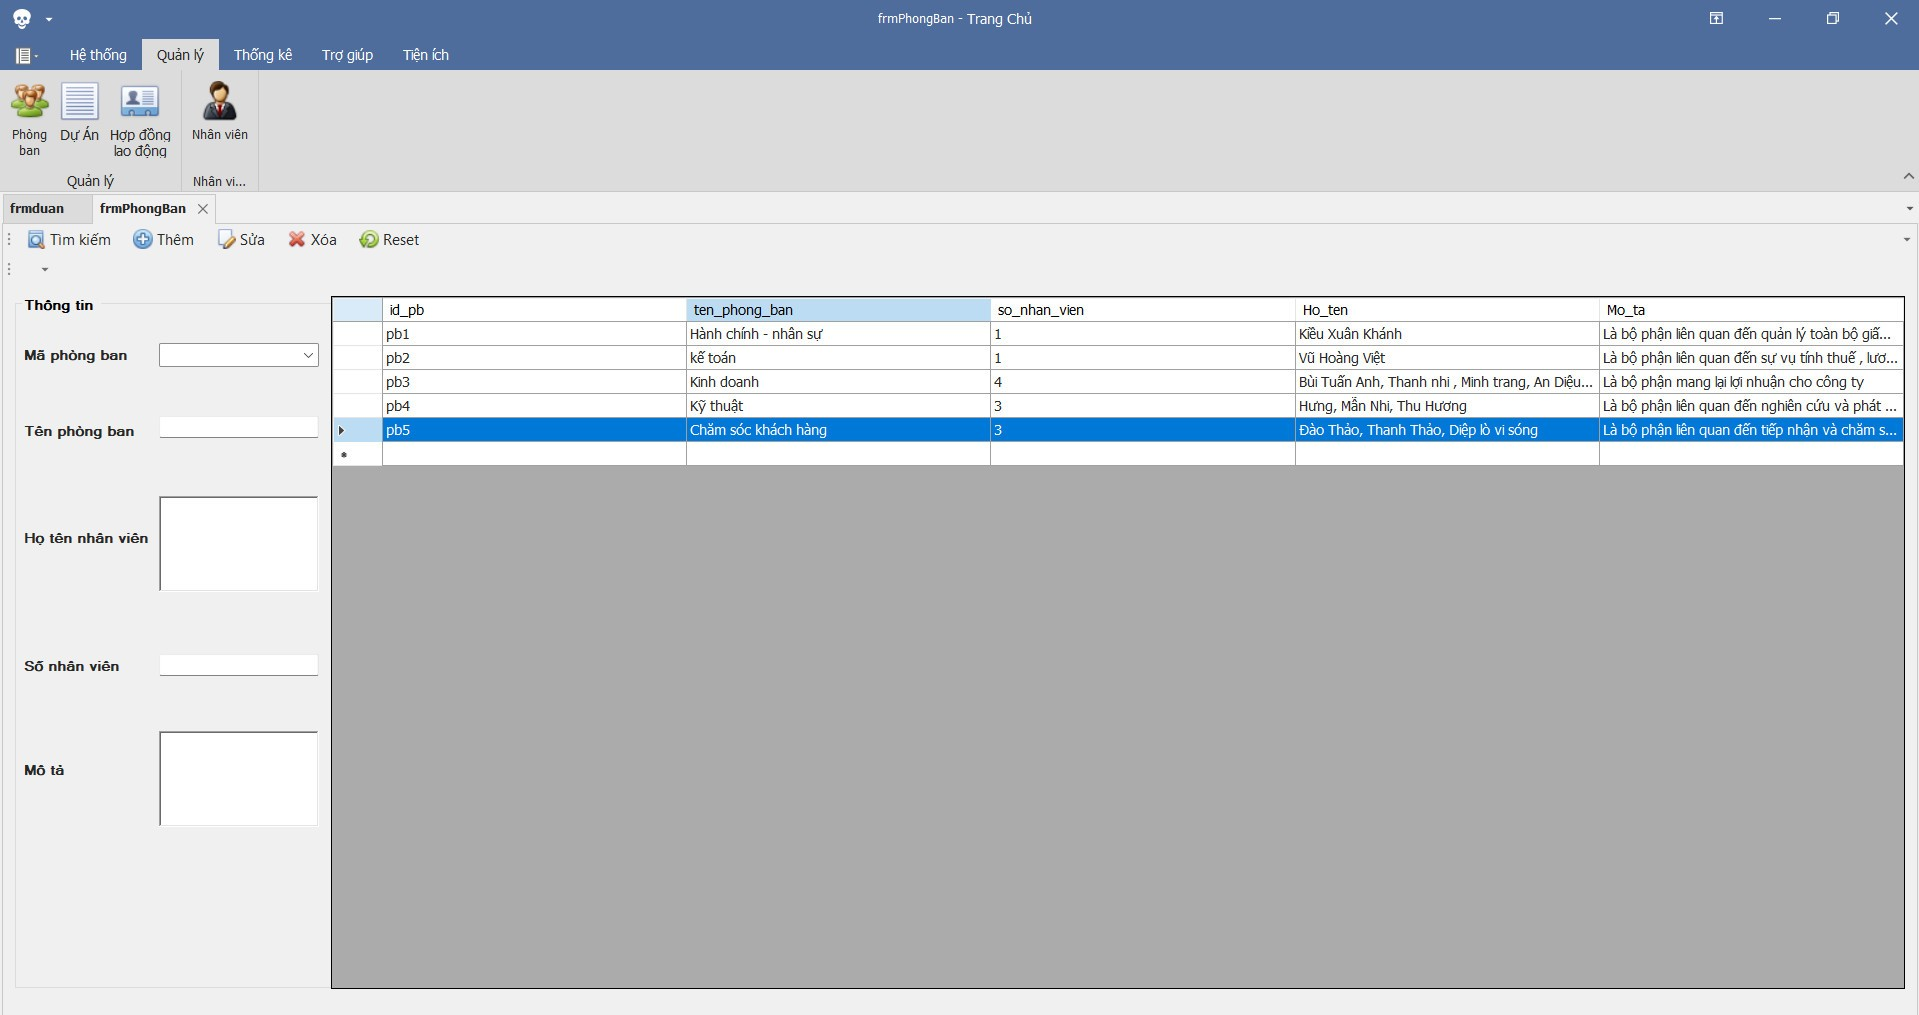 frmPhongBan - Trang Chủ
Hệ thống Quản lý Thống kê Trợ giúp Tiện ích
Phòng ban
Dự Án
Hợp đồng lao động
Nhân viên
Quản lý
Nhân vi...
frmduan frmPhongBan
Tìm kiếm Thêm Sửa Xóa Reset
Thông tin
Mã phòng ban
Tên phòng ban
Họ tên nhân viên
Số nhân viên
Mô tả
id_pb ten_phong_ban so_nhan_vien Ho_ten Mo_ta
pb1 Hành chính - nhân sự 1 Kiều Xuân Khánh Là bộ phận liên quan đến quản lý toàn bộ giấ...
pb2 kế toán 1 Vũ Hoàng Việt Là bộ phận liên quan đến sự vụ tính thuế , lươ...
pb3 Kinh doanh 4 Bùi Tuấn Anh, Thanh nhi , Minh trang, An Diệu... Là bộ phận mang lại lợi nhuận cho công ty
pb4 Kỹ thuật 3 Hưng, Mẫn Nhi, Thu Hương Là bộ phận liên quan đến nghiên cứu và phát ...
pb5 Chăm sóc khách hàng 3 Đào Thảo, Thanh Thảo, Diệp lò vi sóng Là bộ phận liên quan đến tiếp nhận và chăm s...